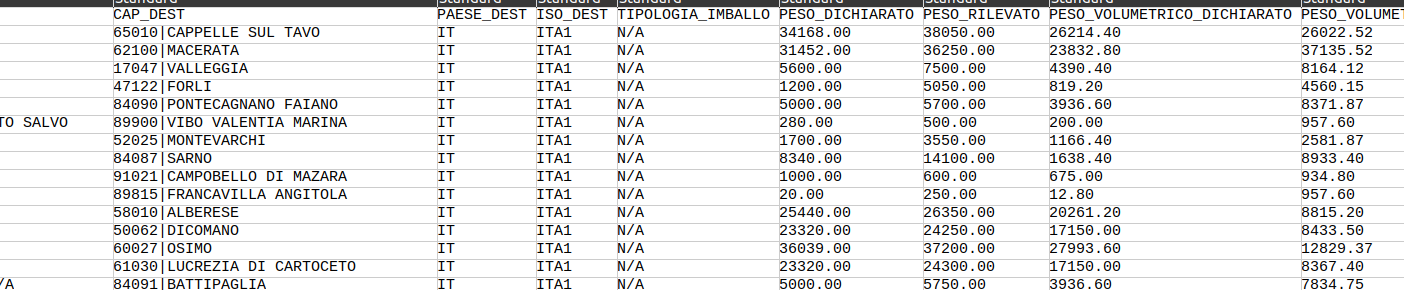 Standard Standard Standard Standard Standard Standard Standard Standard
CAP_DEST PAESE_DEST ISO_DEST TIPOLOGIA_IMBALLO PESO_DICHIARATO PESO_RILEVATO PESO_VOLUMETRICO_DICHIARATO PESO_VOLUMET
65010|CAPPELLE SUL TAVO IT ITA1 N/A 34168.00 38050.00 26214.40 26022.52
62100|MACERATA IT ITA1 N/A 31452.00 36250.00 23832.80 37135.52
17047|VALLEGGIA IT ITA1 N/A 5600.00 7500.00 4390.40 8164.12
47122|FORLI IT ITA1 N/A 1200.00 5050.00 819.20 4560.15
84090|PONTECAGNANO FAIANO IT ITA1 N/A 5000.00 5700.00 3936.60 8371.87
TO SALVO 89900|VIBO VALENTIA MARINA IT ITA1 N/A 280.00 500.00 200.00 957.60
52025|MONTEVARCHI IT ITA1 N/A 1700.00 3550.00 1166.40 2581.87
84087|SARNO IT ITA1 N/A 8340.00 14100.00 1638.40 8933.40
91021|CAMPOBELLO DI MAZARA IT ITA1 N/A 1000.00 600.00 675.00 934.80
89815|FRANCAVILLA ANGITOLA IT ITA1 N/A 20.00 250.00 12.80 957.60
58010|ALBERESE IT ITA1 N/A 25440.00 26350.00 20261.20 8815.20
50062|DICOMANO IT ITA1 N/A 23320.00 24250.00 17150.00 8433.50
60027|OSIMO IT ITA1 N/A 36039.00 37200.00 27993.60 12829.37
61030|LUCREZIA DI CARTOCETO IT ITA1 N/A 23320.00 24300.00 17150.00 8367.40
/A 84091|BATTIPAGLIA IT ITA1 N/A 5000.00 5750.00 3936.60 7834.75